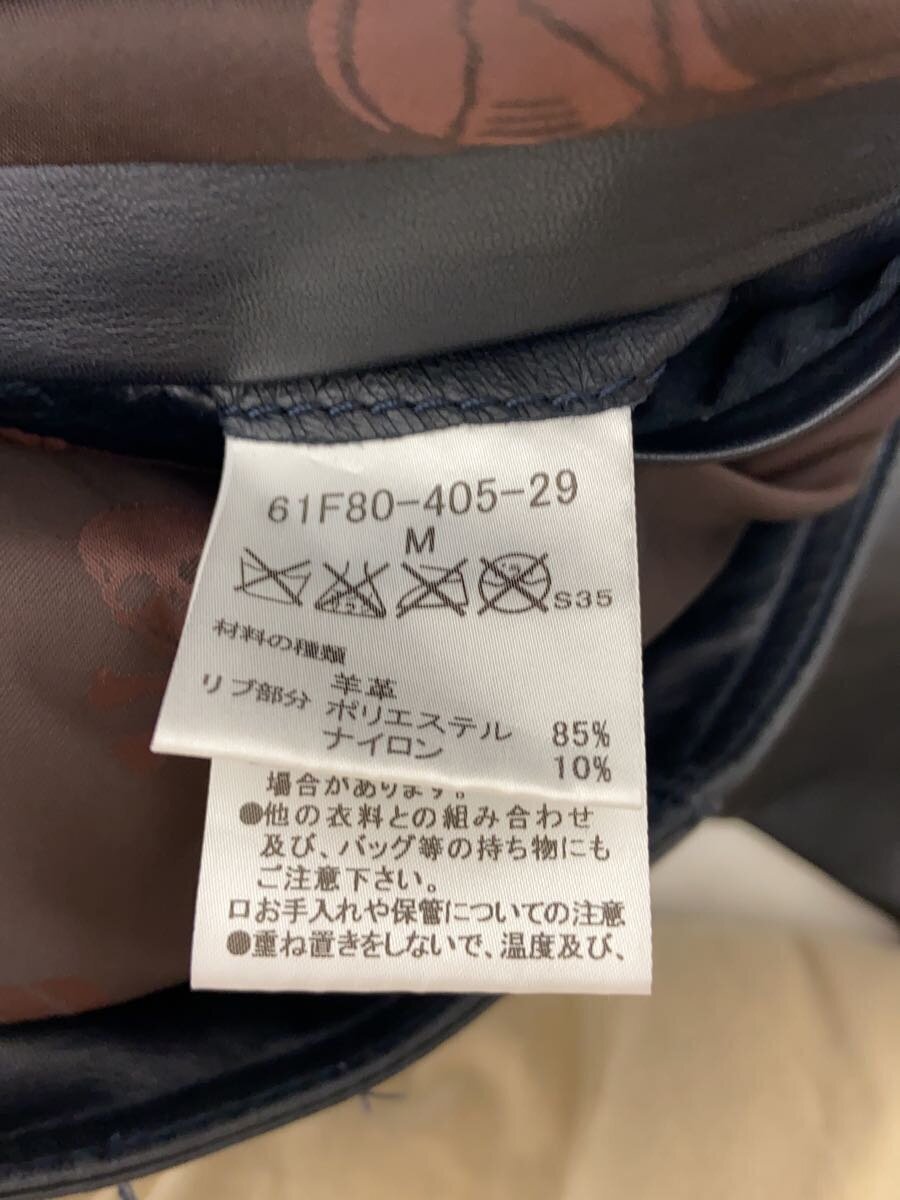 61F80-405-29
M
S35
材料の種類
羊革
リブ部分 ポリエステル 85%
ナイロン 10%
場合があります。
●他の衣料との組み合わせ
及び、バッグ等の持ち物にも
ご注意下さい。
口お手入れや保管についての注意
●重ね置きをしないで、温度及び、